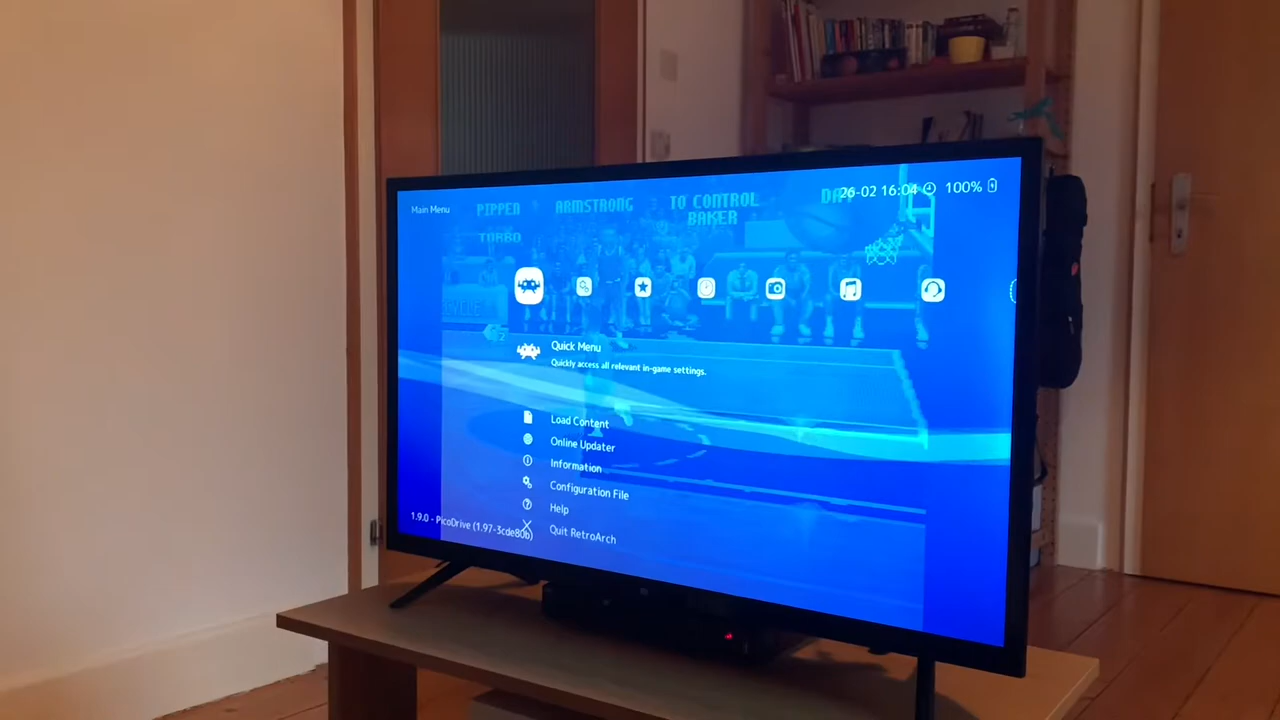 Main Menu
PIPPEN ARMSTRONG TO CONTROL
BAKER
26-02 16:04 100%
TURBO
Quick Menu
Quickly access all relevant in-game settings.
Load Content
Online Updater
Information
Configuration File
Help
Quit RetroArch
1.9.0 - PicoDrive (1.97-3cde80b)